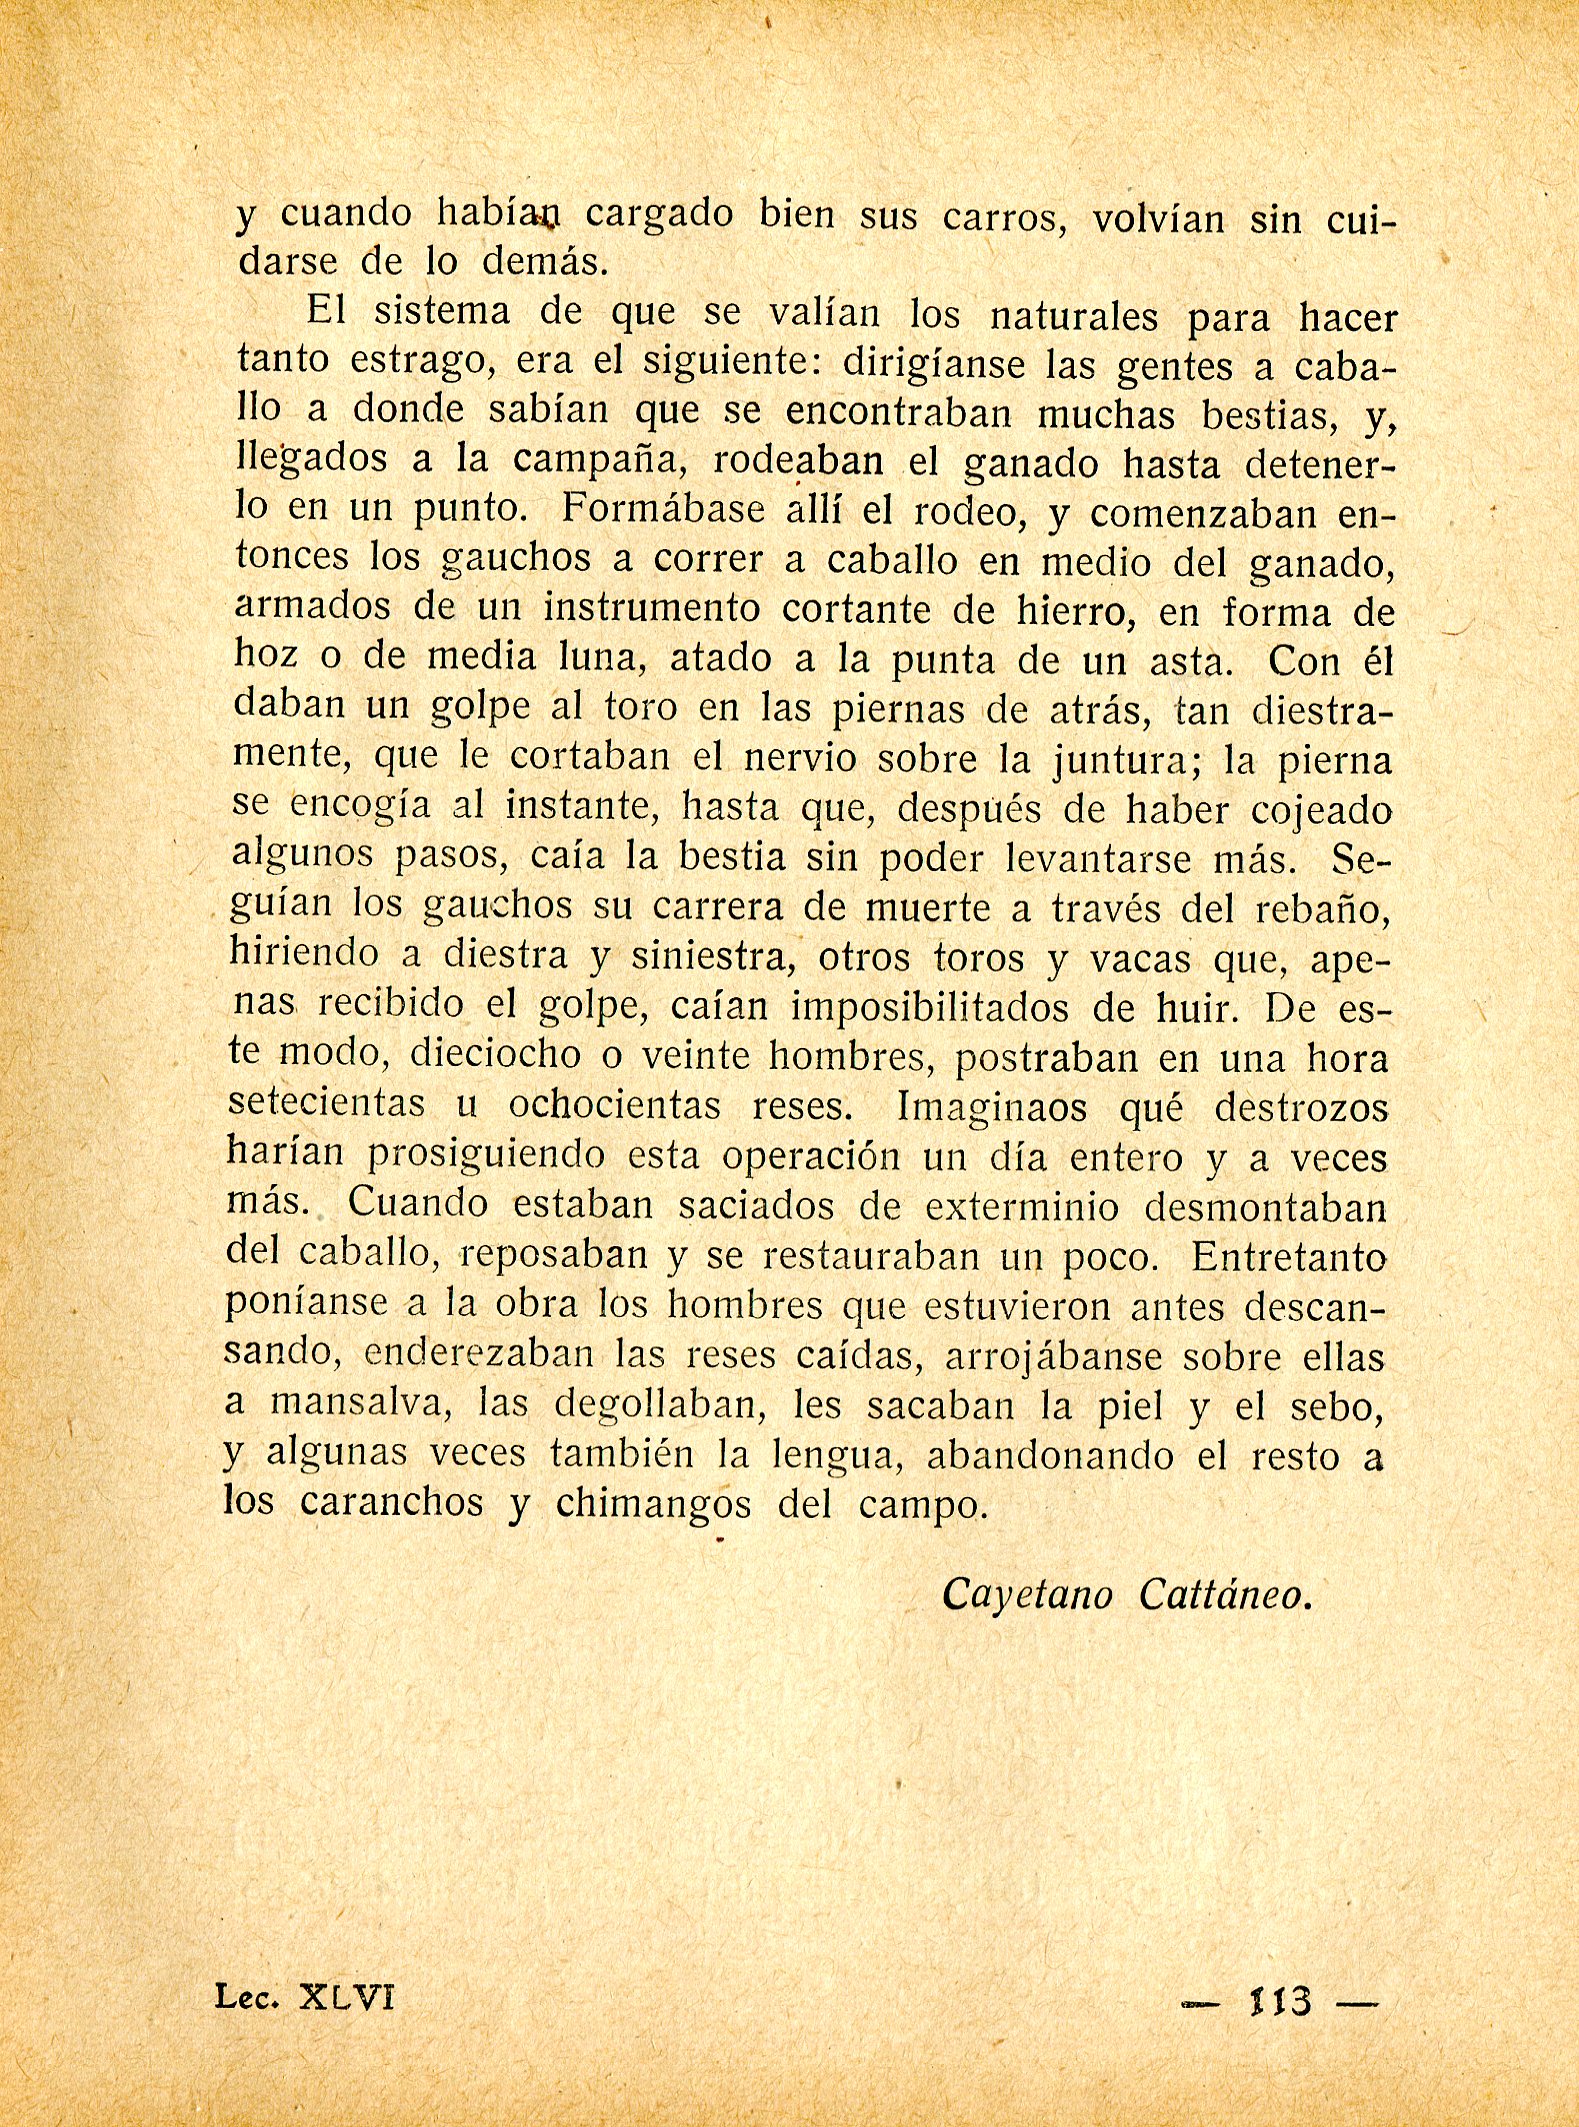 y cuando habían cargado bien sus carros, volvían sin cui-
darse de lo demás.
El sistema de que se valían los naturales para hacer
tanto estrago, era el siguiente: dirigíanse las gentes a caba-
llo a donde sabían que se encontraban muchas bestias, y,
llegados a la campaña, rodeaban el ganado hasta detener-
lo en un punto. Formábase allí el rodeo, y comenzaban en-
tonces los gauchos a correr a caballo en medio del ganado,
armados de un instrumento cortante de hierro, en forma de
hoz o de media luna, atado a la punta de un asta. Con él
daban un golpe al toro en las piernas de atrás, tan diestra-
mente, que le cortaban el nervio sobre la juntura; la pierna
se encogía al instante, hasta que, después de haber cojeado
algunos pasos, caía la bestia sin poder levantarse más. Se-
guían los gauchos su carrera de muerte a través del rebaño,
hiriendo a diestra y siniestra, otros toros y vacas que, ape-
nas recibido el golpe, caían imposibilitados de huir. De es-
te modo, dieciocho o veinte hombres, postraban en una hora
setecientas u ochocientas reses. Imaginaos qué destrozos
harían prosiguiendo esta operación un día entero y a veces
más. Cuando estaban saciados de exterminio desmontaban
del caballo, reposaban y se restauraban un poco. Entretanto
poníanse a la obra los hombres que estuvieron antes descan-
sando, enderezaban las reses caídas, arrojábanse sobre ellas
a mansalva, las degollaban, les sacaban la piel y el sebo,
y algunas veces también la lengua, abandonando el resto a
los caranchos y chimangos del campo.
Cayetano Cattáneo.
Lec. XLVI
— 113 —